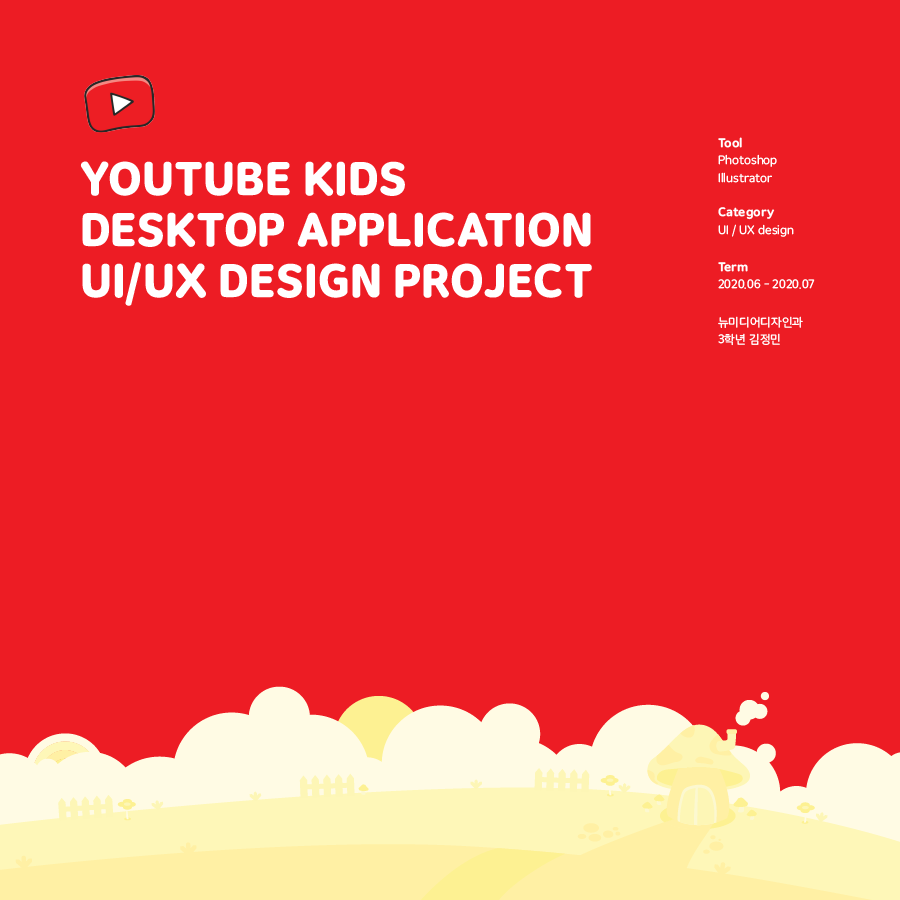 YOUTUBE KIDS
DESKTOP APPLICATION
UI/UX DESIGN PROJECT
Tool
Photoshop
Illustrator
Category
UI / UX design
Term
2020.06 - 2020.07
뉴미디어디자인과
3학년 김정민